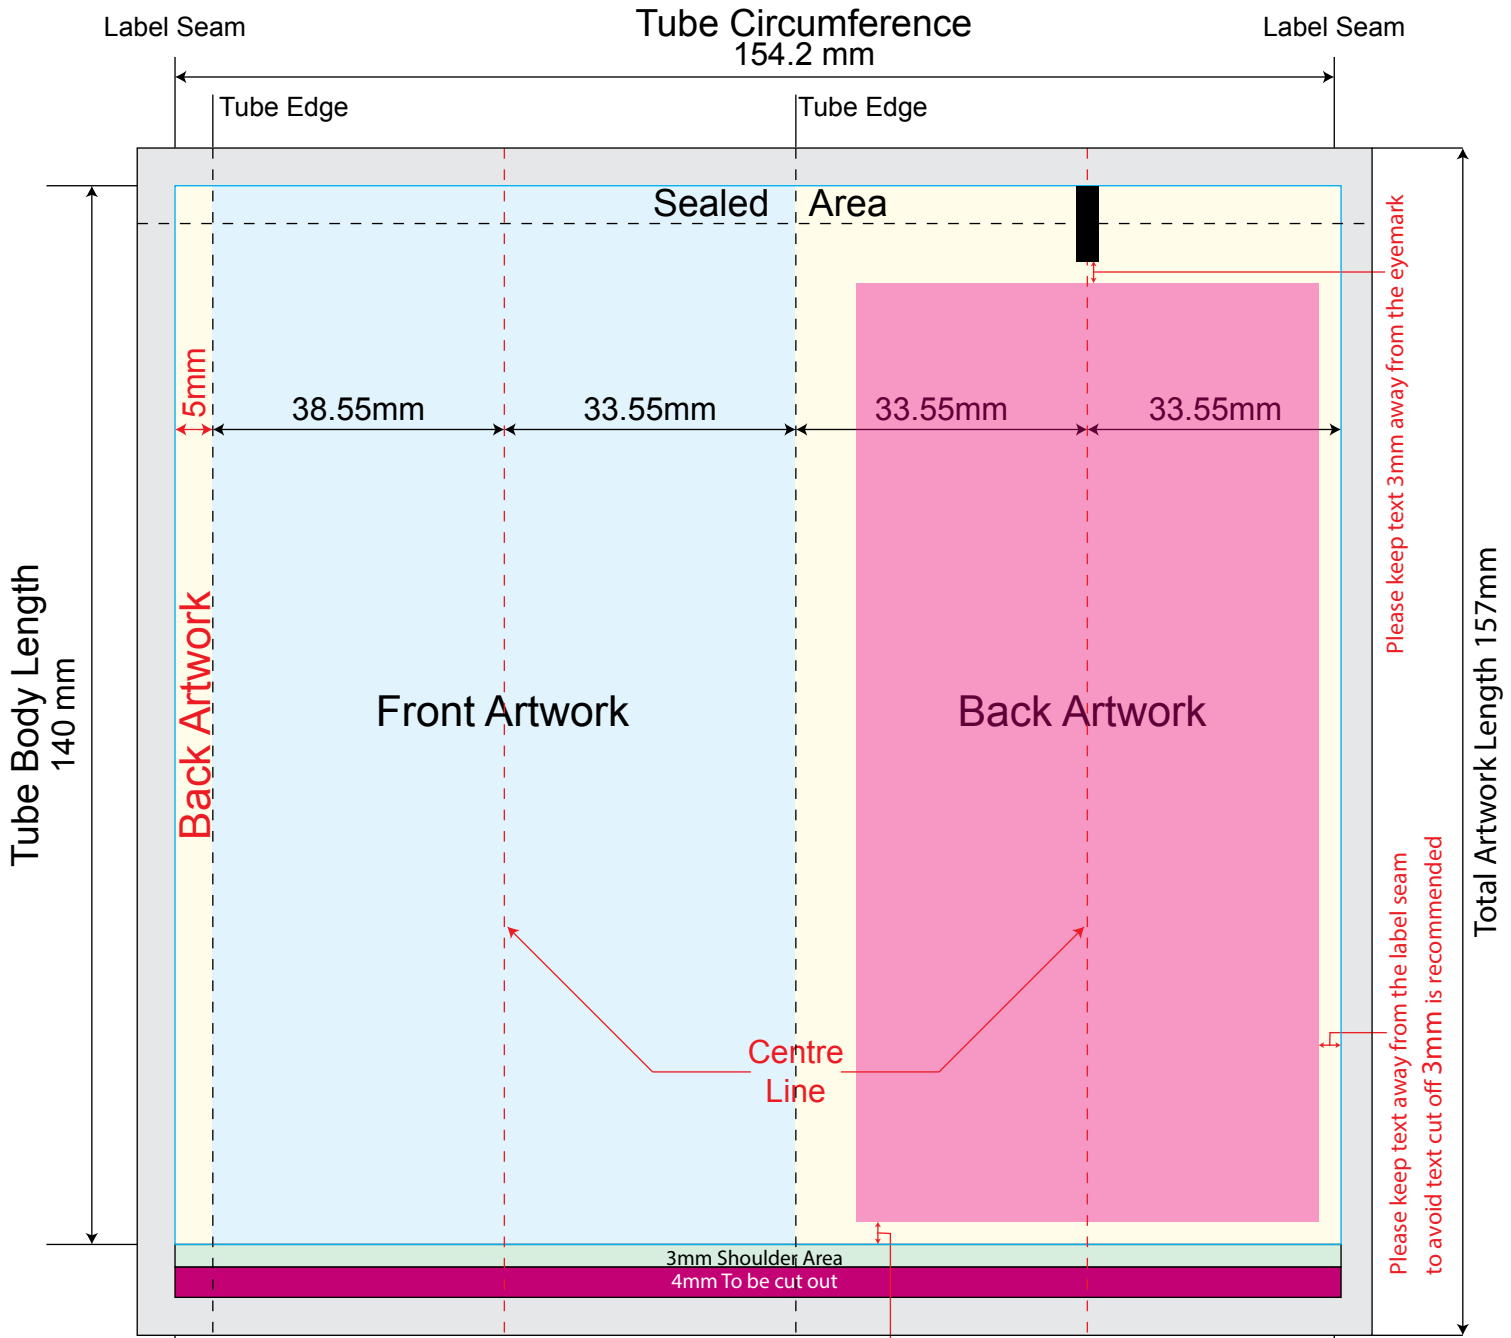 Label Seam
Tube Circumference
154.2 mm
Label Seam
Tube Edge
Tube Edge
Sealed Area
5mm
38.55mm
33.55mm
33.55mm
33.55mm
Please keep text 3mm away from the eyemark
Tube Body Length
140 mm
Back Artwork
Front Artwork
Back Artwork
Total Artwork Length 157mm
Centre
Line
Please keep text away from the label seam
to avoid text cut off 3mm is recommended
3mm Shoulder Area
4mm To be cut out